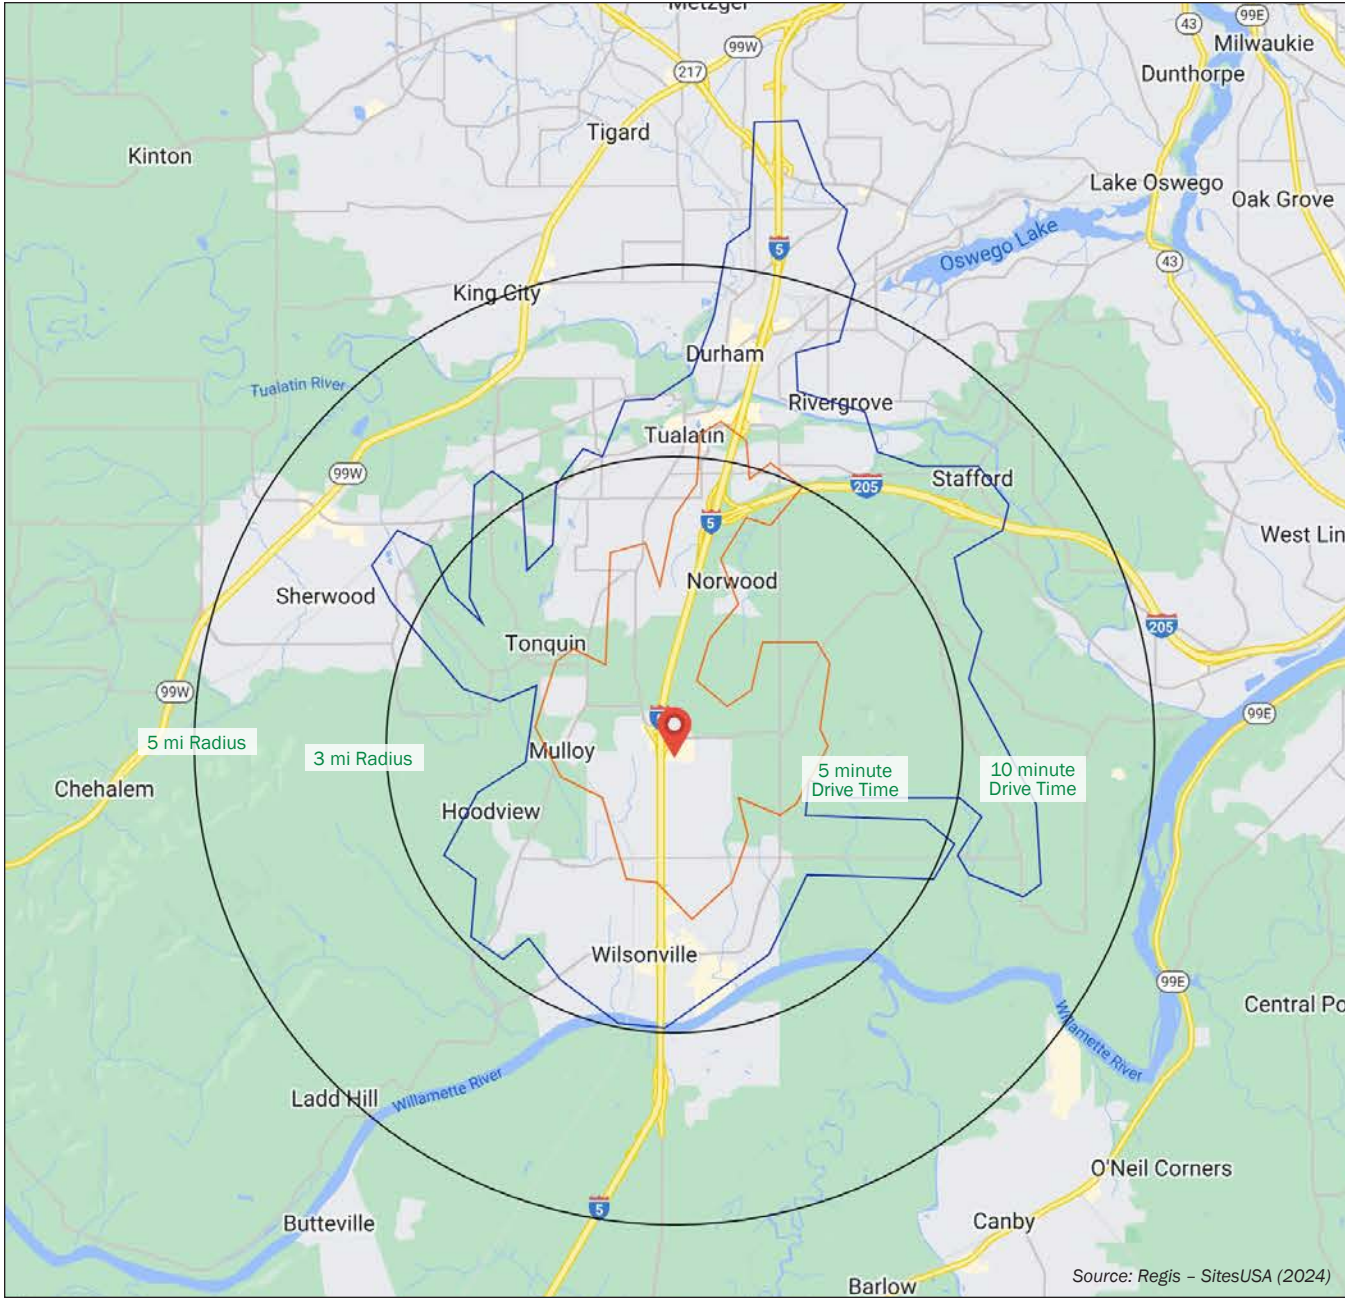 Metzger
99W
43
99E
Milwaukie
217
Dunthorpe
Tigard
Kinton
Lake Oswego
Oak Grove
5
Oswego Lake
43
King City
Durham
Tualatin River
Rivergrove
Tualatin
99W
205
Stafford
5
West Lin
Norwood
Sherwood
205
Tonquin
99W
99E
5 mi Radius
3 mi Radius
Mulloy
5 minute
Drive Time
10 minute
Drive Time
Chehalem
Hoodview
Wilsonville
99E
Central Po
Willamette River
Willamette River
Ladd Hill
O'Neil Corners
5
Butteville
Canby
Barlow
Source: Regis – SitesUSA (2024)